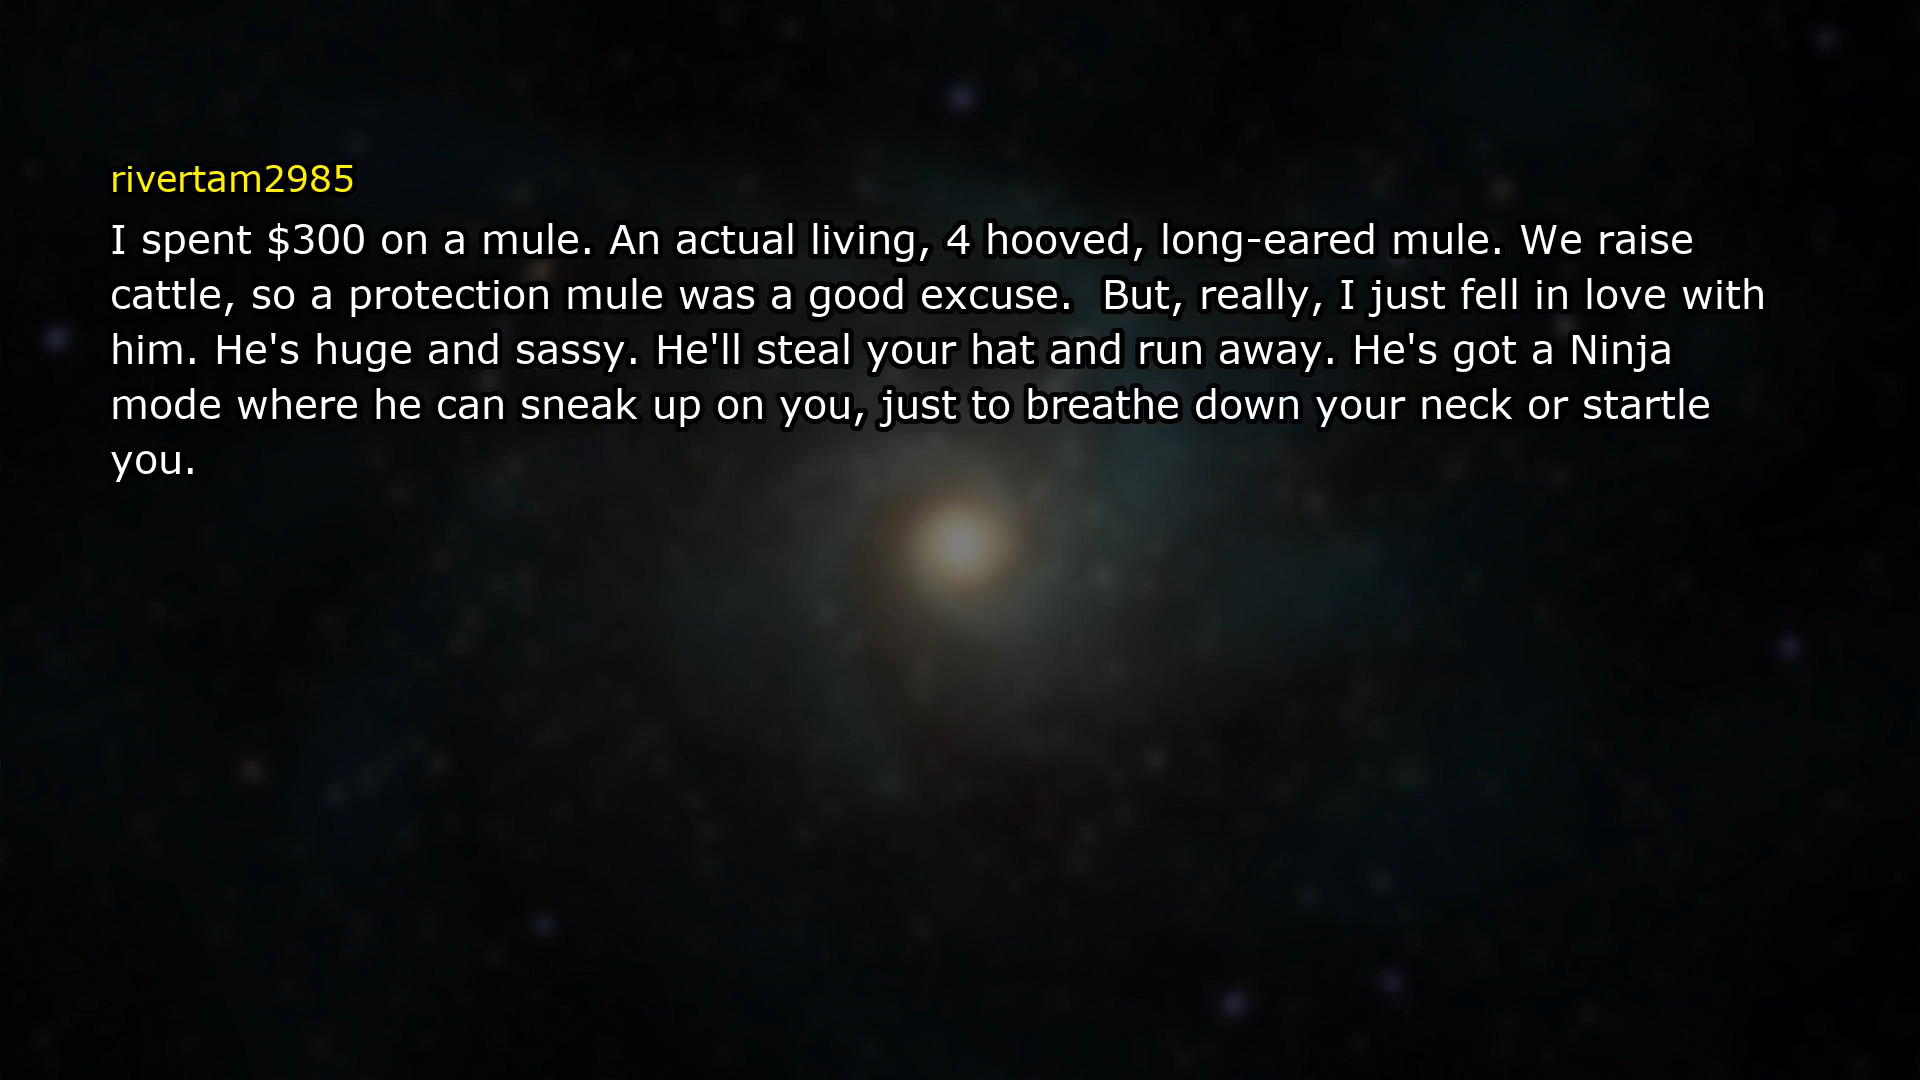 rivertam2985
I spent $300 on a mule. An actual living, 4 hooved, long-eared mule. We raise
cattle, so a protection mule was a good excuse.  But, really, I just fell in love with
him. He's huge and sassy. He'll steal your hat and run away. He's got a Ninja
mode where he can sneak up on you, just to breathe down your neck or startle
you.